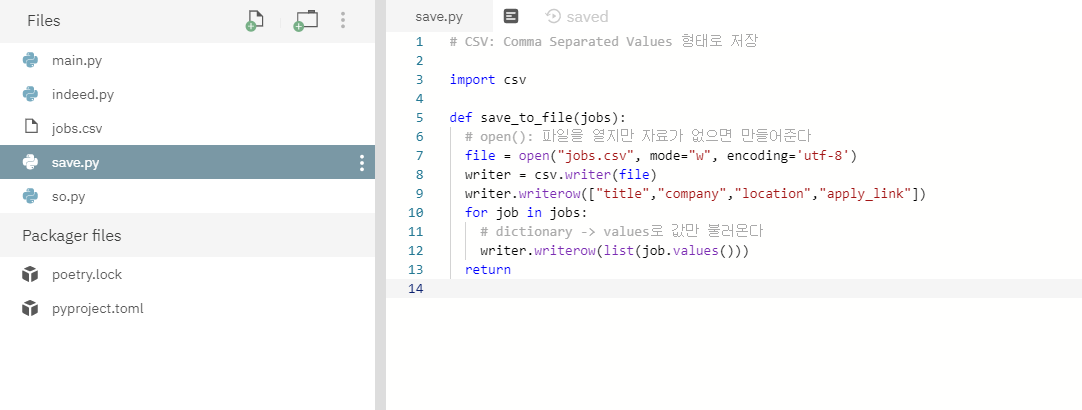 Files
main.py
indeed.py
jobs.csv
save.py
so.py
Packager files
poetry.lock
pyproject.toml
save.py saved
1 # CSV: Comma Separated Values 형태로 저장
2
3 import csv
4
5 def save_to_file(jobs):
6 # open(): 파일을 열지만 자료가 없으면 만들어준다
7 file = open("jobs.csv", mode="w", encoding='utf-8')
8 writer = csv.writer(file)
9 writer.writerow(["title","company","location","apply_link"])
10 for job in jobs:
11 # dictionary -> values로 값만 불러온다
12 writer.writerow(list(job.values()))
13 return
14